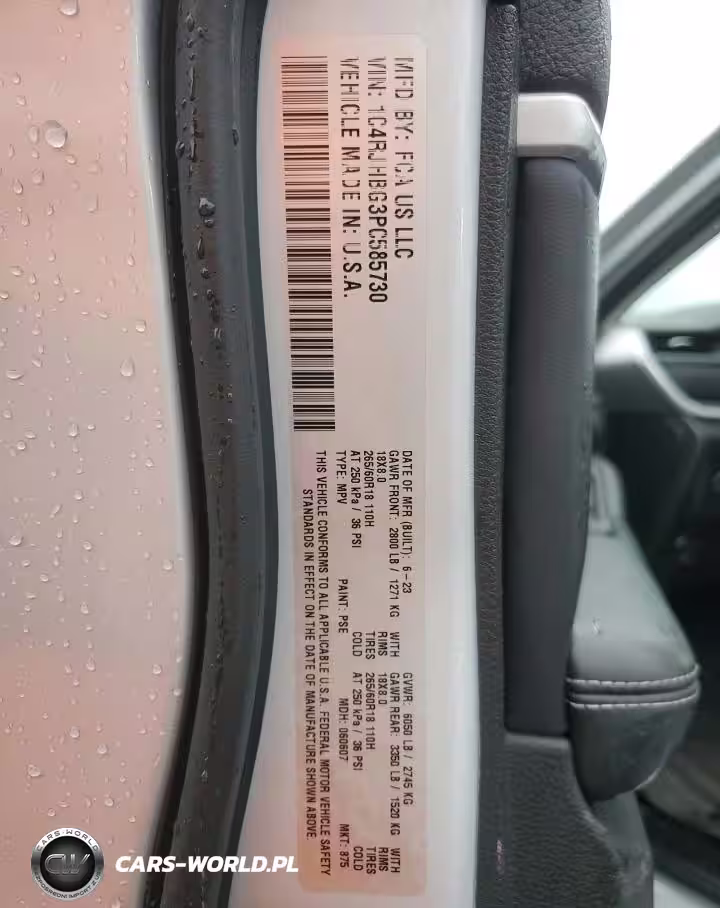 MFD BY: FCA US LLC
VIN: 1C4RJHBG3PC585730
VEHICLE MADE IN: U.S.A.
DATE OF MFR (BUILT): 6-23 GVWR: 6050 LB / 2745 KG
GAWR FRONT: 2800 LB / 1271 KG WITH GAWR REAR: 3350 LB / 1520 KG WITH
18X8.0 RIMS 18X8.0 RIMS
265/60R18 110H TIRES 265/60R18 110H TIRES
AT 250 kPa / 36 PSI COLD AT 250 kPa / 36 PSI COLD
TYPE: MPV PAINT: PSE MDH: 060607 MKT: 875
THIS VEHICLE CONFORMS TO ALL APPLICABLE U.S.A. FEDERAL MOTOR VEHICLE SAFETY
STANDARDS IN EFFECT ON THE DATE OF MANUFACTURE SHOWN ABOVE.
CARS-WORLD
CW
CARS-WORLD.PL